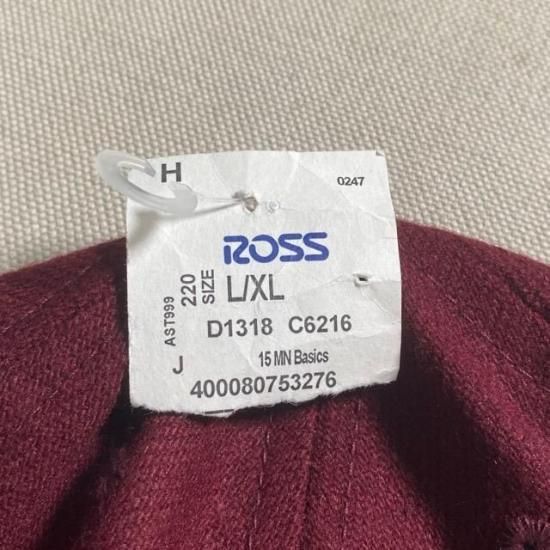 H
0247
ROSS
AST999
220
SIZE
L/XL
D1318 C6216
J
15 MN Basics
400080753276